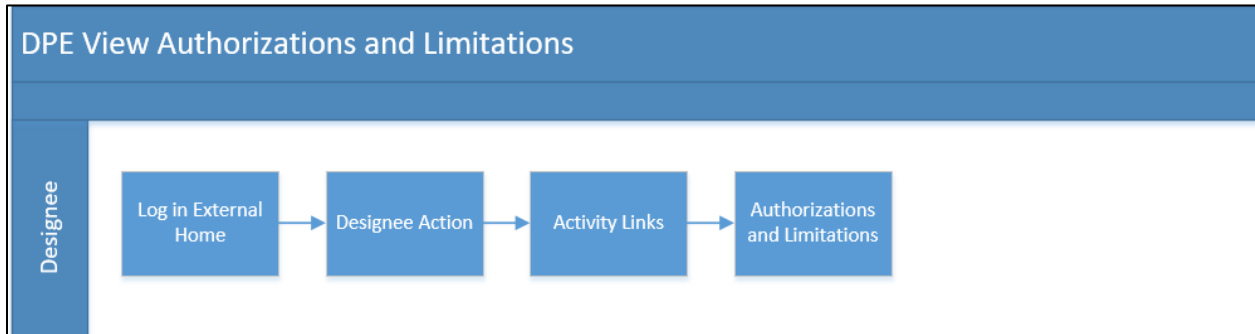 DPE View Authorizations and Limitations
Designee
Log in External
Home
Designee Action
Activity Links
Authorizations
and Limitations